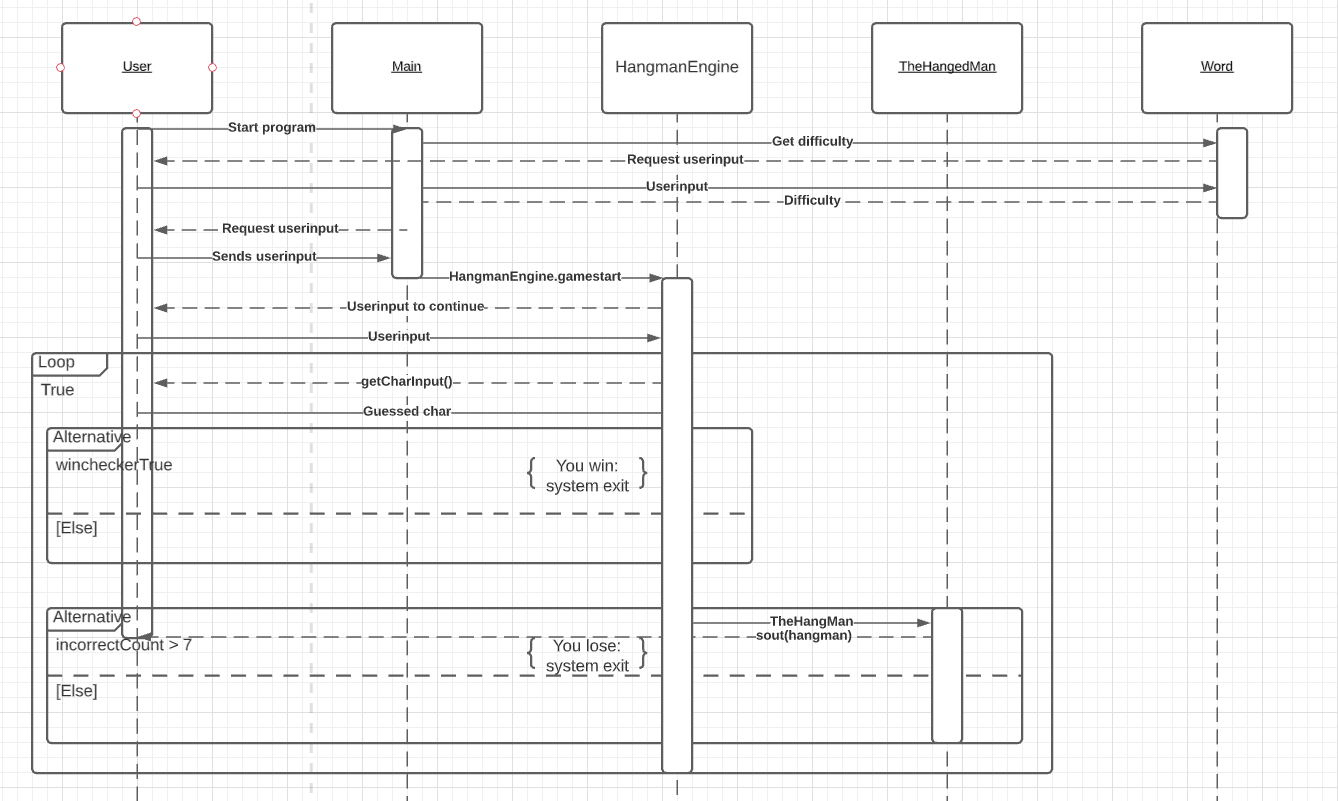 User
Main
HangmanEngine
TheHangedMan
Word
Start program
Get difficulty
Request userinput
Userinput
Difficulty
Request userinput
Sends userinput
HangmanEngine.gamestart
Userinput to continue
Userinput
Loop
True
getCharInput()
Guessed char
Alternative
wincheckerTrue
You win:
system exit
[Else]
Alternative
TheHangMan
sout(hangman)
incorrectCount > 7
You lose:
system exit
[Else]